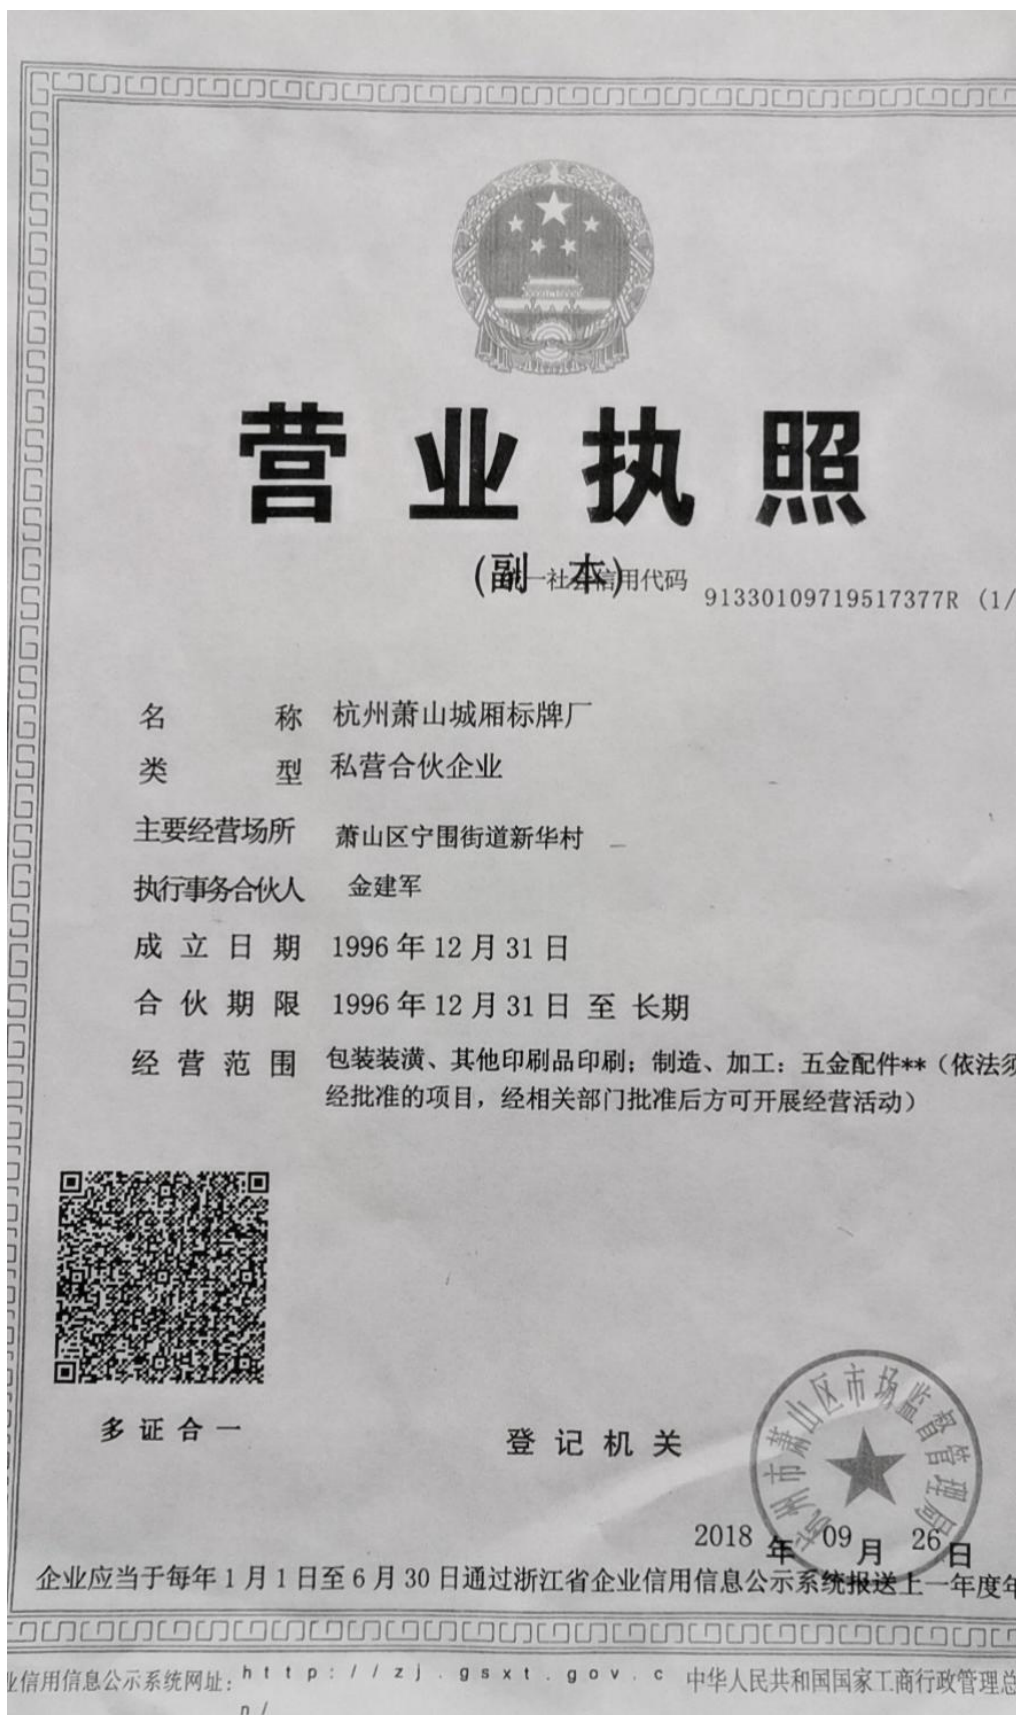 营业执照
(副 本)
统一社会信用代码
91330109719517377R (1/
名 称 杭州萧山城厢标牌厂
类 型 私营合伙企业
主要经营场所 萧山区宁围街道新华村
执行事务合伙人 金建军
成立日期 1996年12月31日
合伙期限 1996年12月31日 至 长期
经营范围 包装装潢、其他印刷品印刷；制造、加工：五金配件**（依法须
经批准的项目，经相关部门批准后方可开展经营活动）
多证合一
登记机关
杭州市萧山区市场监督管理局
2018 年 09 月 26 日
企业应当于每年1月1日至6月30日通过浙江省企业信用信息公示系统报送上一年度年
业信用信息公示系统网址: http://zj.gsxt.gov.c 中华人民共和国国家工商行政管理总
n/